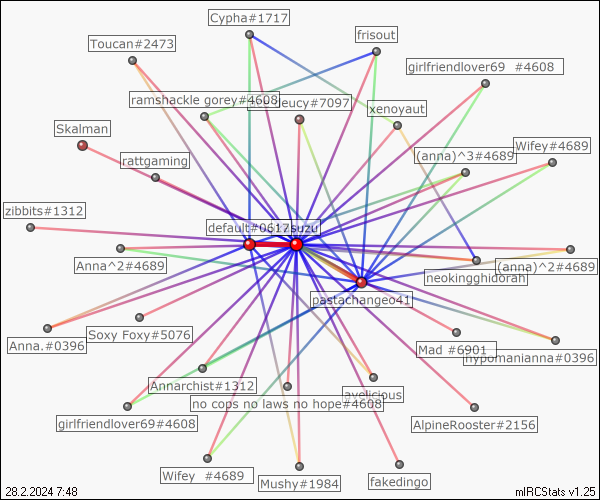 Cypha#1717
frisout
Toucan#2473
girlfriendlover69 #4608
ramshackle gorey#4608
leucy#7097
xenoyaut
Skalman
Wifey#4689
rattgaming
(anna)^3#4689
zibbits#1312
default#0617
suzu
Anna^2#4689
(anna)^2#4689
neokingghidorah
pastachangeo41
Soxy Foxy#5076
Anna.#0396
Mad #6901
hypomanianna#0396
Annarchist#1312
avelicious
no cops no laws no hope#4608
girlfriendlover69#4608
AlpineRooster#2156
Wifey #4689
Mushy#1984
fakedingo
28.2.2024 7:48
mIRCStats v1.25